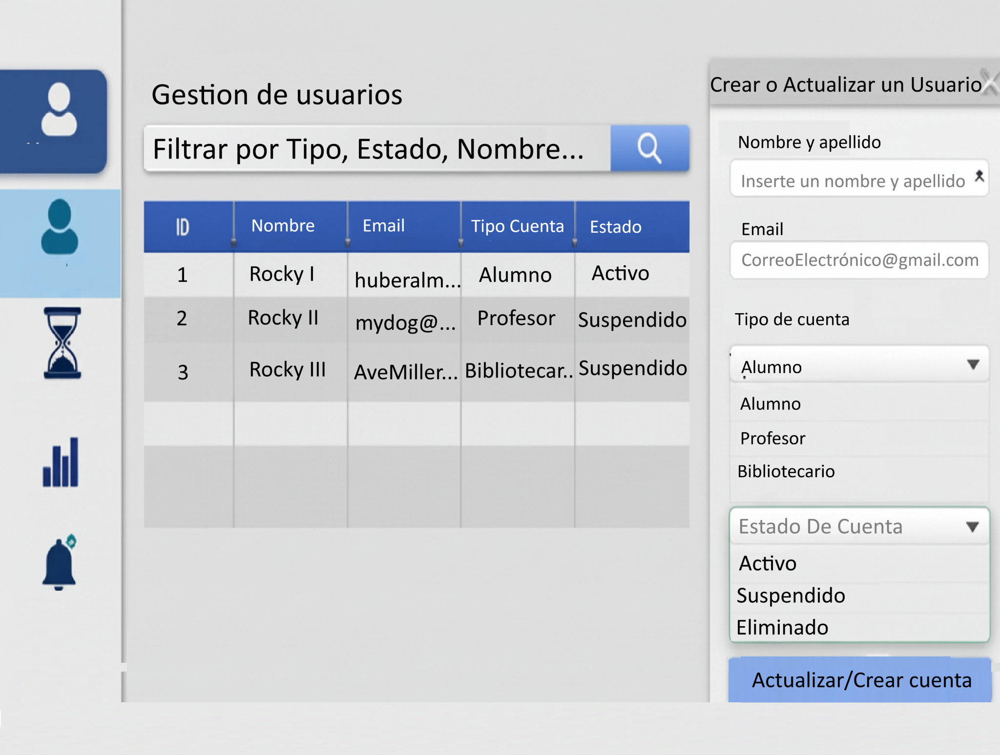 Gestion de usuarios
Filtrar por Tipo, Estado, Nombre...
ID Nombre Email Tipo Cuenta Estado
1 Rocky I huberalm... Alumno Activo
2 Rocky II mydog@... Profesor Suspendido
3 Rocky III AveMiller... Bibliotecar.. Suspendido
Crear o Actualizar un Usuario
Nombre y apellido
Inserte un nombre y apellido
Email
CorreoElectrónico@gmail.com
Tipo de cuenta
Alumno
Alumno
Profesor
Bibliotecario
Estado De Cuenta
Activo
Suspendido
Eliminado
Actualizar/Crear cuenta